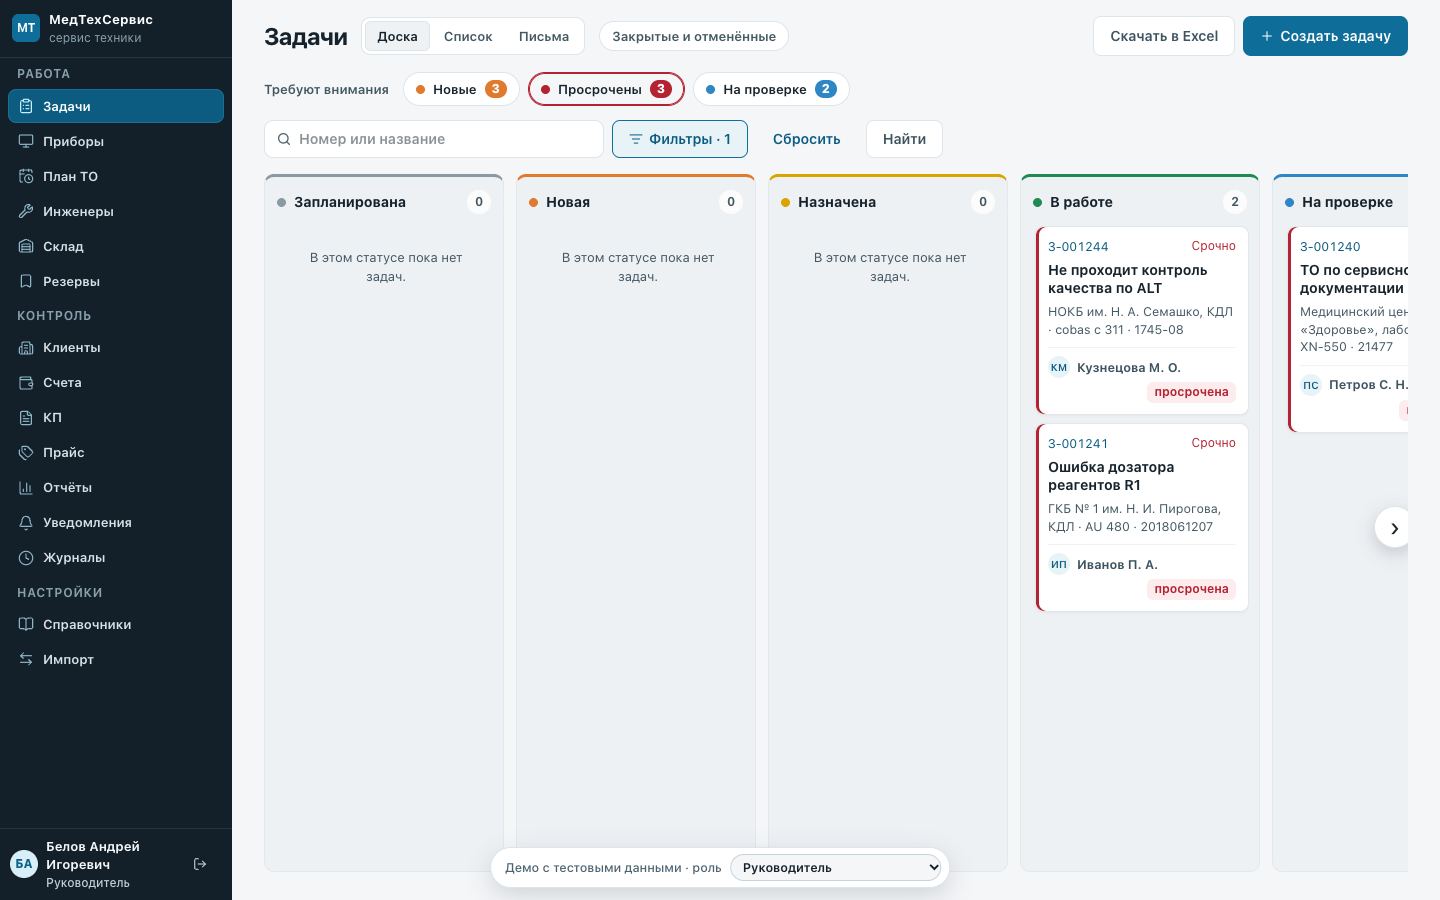 МТ
МедТехСервис
сервис техники
РАБОТА
Задачи
Приборы
План ТО
Инженеры
Склад
Резервы
КОНТРОЛЬ
Клиенты
Счета
КП
Прайс
Отчёты
Уведомления
Журналы
НАСТРОЙКИ
Справочники
Импорт
БА
Белов Андрей
Игоревич
Руководитель
Задачи
Доска Список Письма
Закрытые и отменённые
Скачать в Excel
+ Создать задачу
Требуют внимания
Новые 3
Просрочены 3
На проверке 2
Номер или название
Фильтры · 1
Сбросить
Найти
Запланирована 0
В этом статусе пока нет
задач.
Новая 0
В этом статусе пока нет
задач.
Назначена 0
В этом статусе пока нет
задач.
В работе 2
З-001244 Срочно
Не проходит контроль
качества по ALT
НОКБ им. Н. А. Семашко, КДЛ
· cobas c 311 · 1745-08
КМ Кузнецова М. О.
просрочена
З-001241 Срочно
Ошибка дозатора
реагентов R1
ГКБ № 1 им. Н. И. Пирогова,
КДЛ · AU 480 · 2018061207
ИП Иванов П. А.
просрочена
На проверке
З-001240
ТО по сервисно
документации
Медицинский цен
«Здоровье», лабо
XN-550 · 21477
ПС Петров С. Н.
Демо с тестовыми данными · роль Руководитель